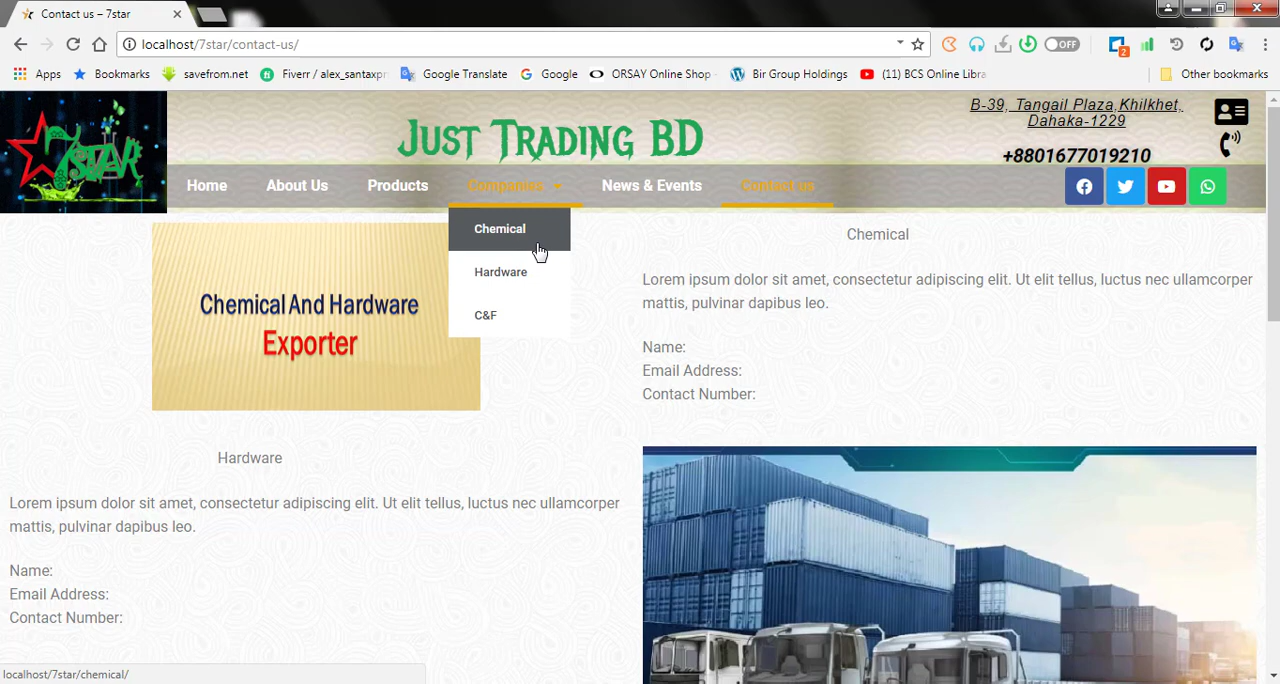 Contact us – 7star
localhost/7star/contact-us/
OFF
2
Apps
Bookmarks
savefrom.net
Fiverr / alex_santaxpr
Google Translate
Google
ORSAY Online Shop
Bir Group Holdings
(11) BCS Online Libra
Other bookmarks
7STAR
Just Trading BD
B-39, Tangail Plaza,Khilkhet,
Dahaka-1229
+8801677019210
Home
About Us
Products
Companies
News & Events
Contact us
Chemical
Hardware
C&F
Chemical And Hardware
Exporter
Chemical
Lorem ipsum dolor sit amet, consectetur adipiscing elit. Ut elit tellus, luctus nec ullamcorper
mattis, pulvinar dapibus leo.
Name:
Email Address:
Contact Number:
Hardware
Lorem ipsum dolor sit amet, consectetur adipiscing elit. Ut elit tellus, luctus nec ullamcorper
mattis, pulvinar dapibus leo.
Name:
Email Address:
Contact Number:
localhost/7star/chemical/